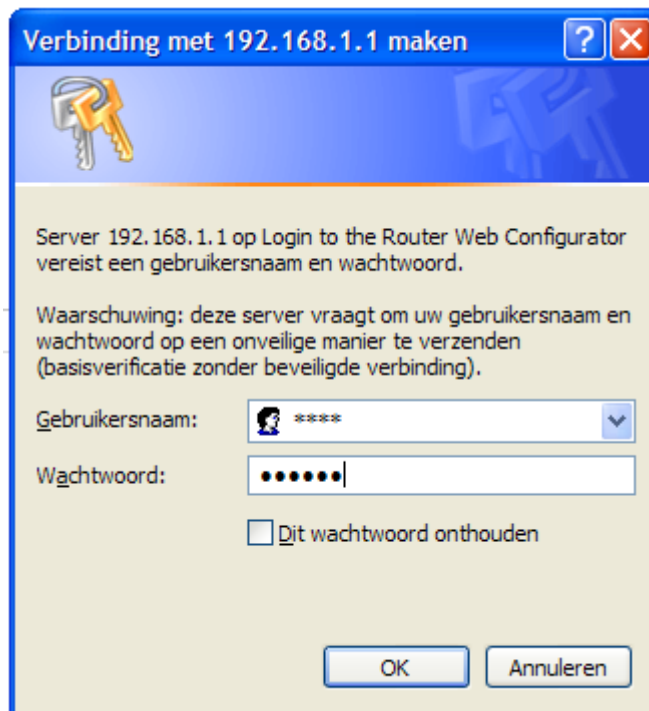 Verbinding met 192.168.1.1 maken
Server 192.168.1.1 op Login to the Router Web Configurator
vereist een gebruikersnaam en wachtwoord.
Waarschuwing: deze server vraagt om uw gebruikersnaam en
wachtwoord op een onveilige manier te verzenden
(basisverificatie zonder beveiligde verbinding).
Gebruikersnaam: ****
Wachtwoord: ●●●●●●
Dit wachtwoord onthouden
OK Annuleren